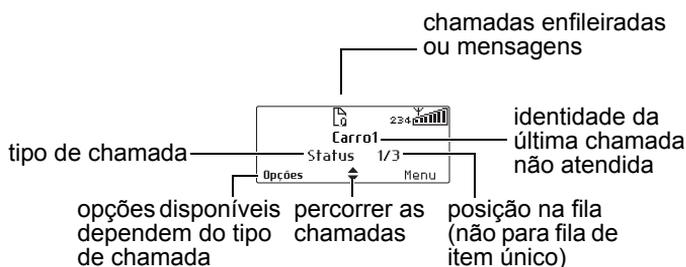 chamadas enfileiradas
ou mensagens
234
Carro1
Status 1/3
Opções Menu
tipo de chamada
identidade da
última chamada
não atendida
opções disponíveis
dependem do tipo
de chamada
percorrer as
chamadas
posição na fila
(não para fila de
item único)